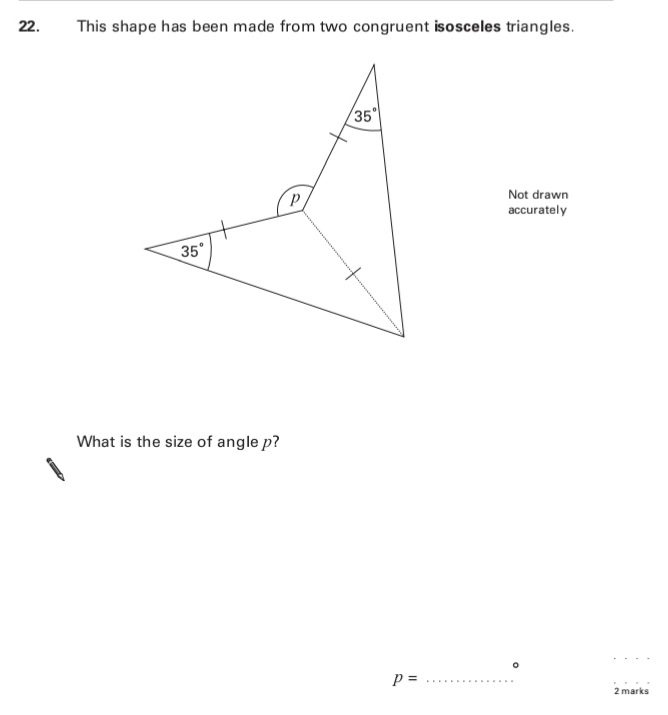 22. This shape has been made from two congruent isosceles triangles.
35°
p
Not drawn
accurately
35°
What is the size of angle p?
p = ............... °
2 marks